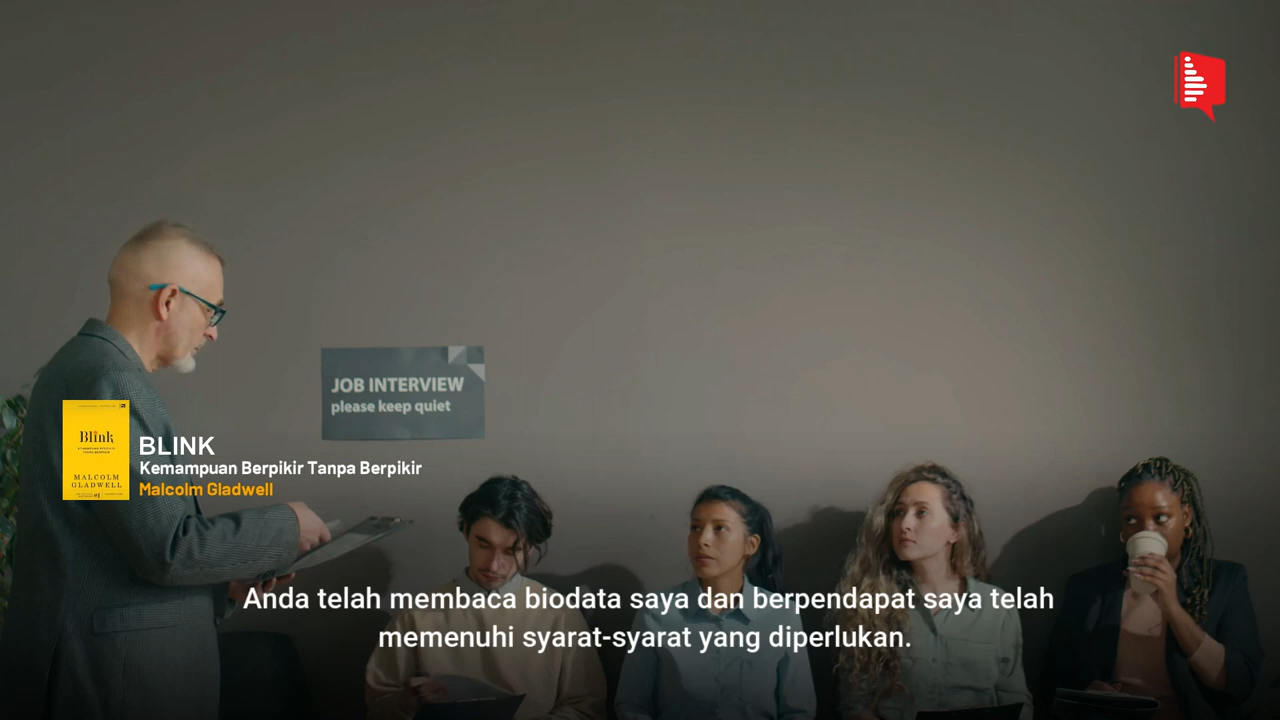 JOB INTERVIEW
please keep quiet
Blink
MALCOLM
GLADWELL
BLINK
Kemampuan Berpikir Tanpa Berpikir
Malcolm Gladwell
Anda telah membaca biodata saya dan berpendapat saya telah
memenuhi syarat-syarat yang diperlukan.